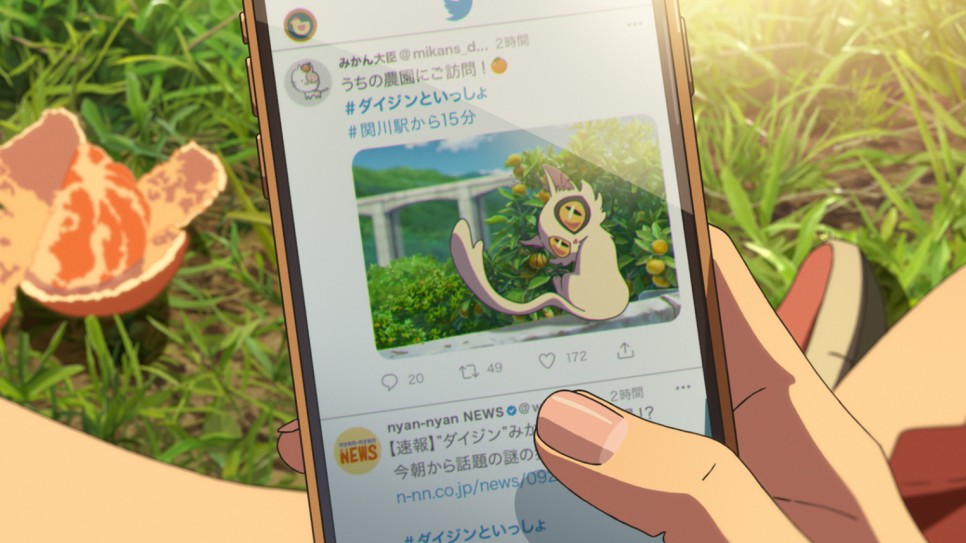 みかん大臣 @mikans_d... 2時間
うちの農園にご訪問！
#ダイジンといっしょ
#関川駅から15分
20 49 172
nyan-nyan NEWS @w 2時間
【速報】"ダイジン"みか !?
今朝から話題の謎の
nyan-nyan
NEWS
n-nn.co.jp/news/092
#ダイジンといっしょ